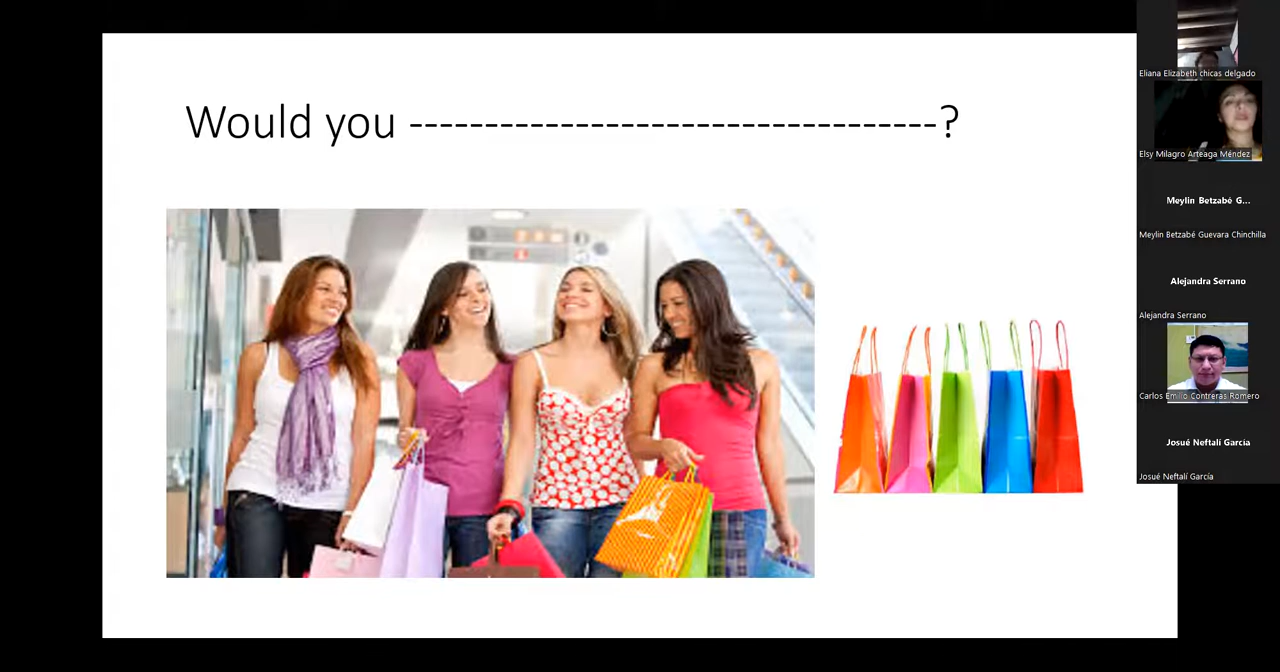 Would you -----------------------------------?
Eliana Elizabeth chicas delgado
Elsy Milagro Arteaga Méndez
Meylin Betzabé G...
Meylin Betzabé Guevara Chinchilla
Alejandra Serrano
Alejandra Serrano
Carlos Emilio Contreras Romero
Josué Neftalí García
Josué Neftalí García